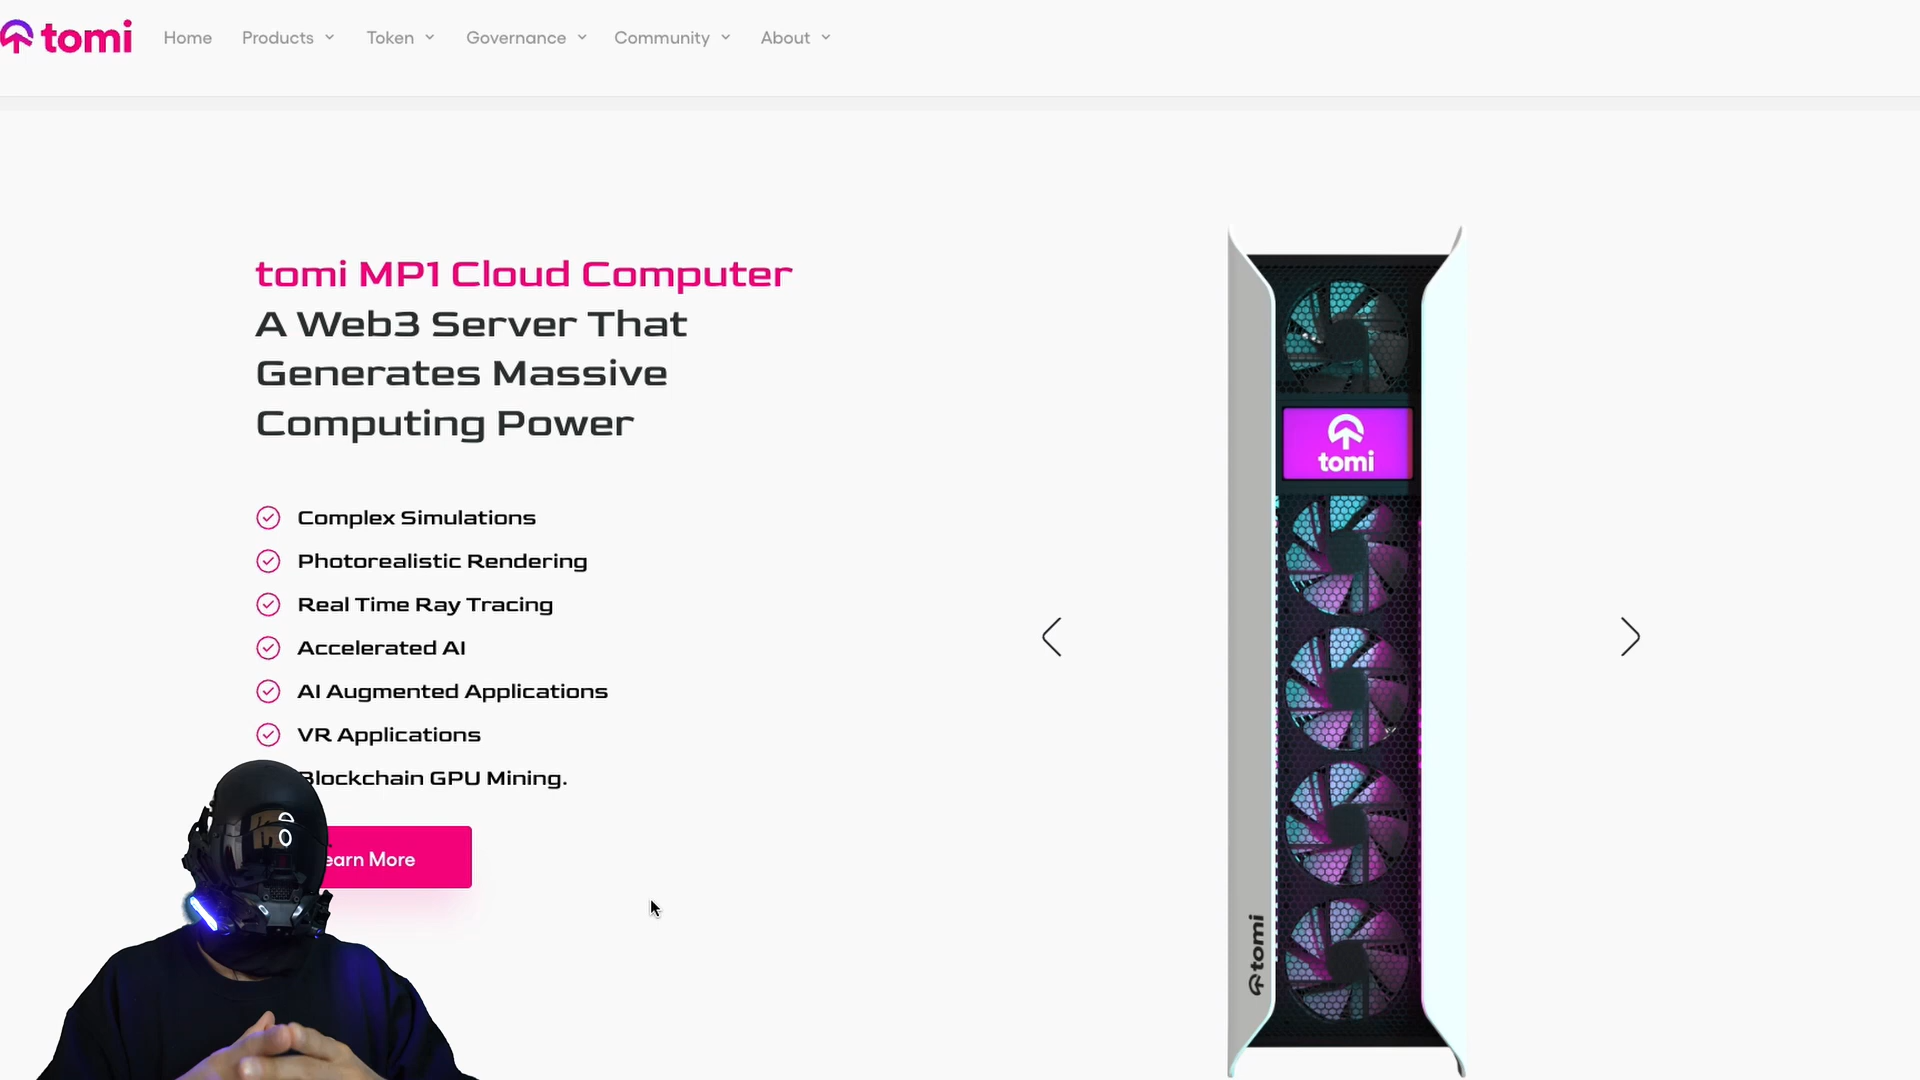 tomi
Home
Products
Token
Governance
Community
About
tomi MP1 Cloud Computer
A Web3 Server That
Generates Massive
Computing Power
Complex Simulations
Photorealistic Rendering
Real Time Ray Tracing
Accelerated AI
AI Augmented Applications
VR Applications
Blockchain GPU Mining.
earn More
tomi
tomi